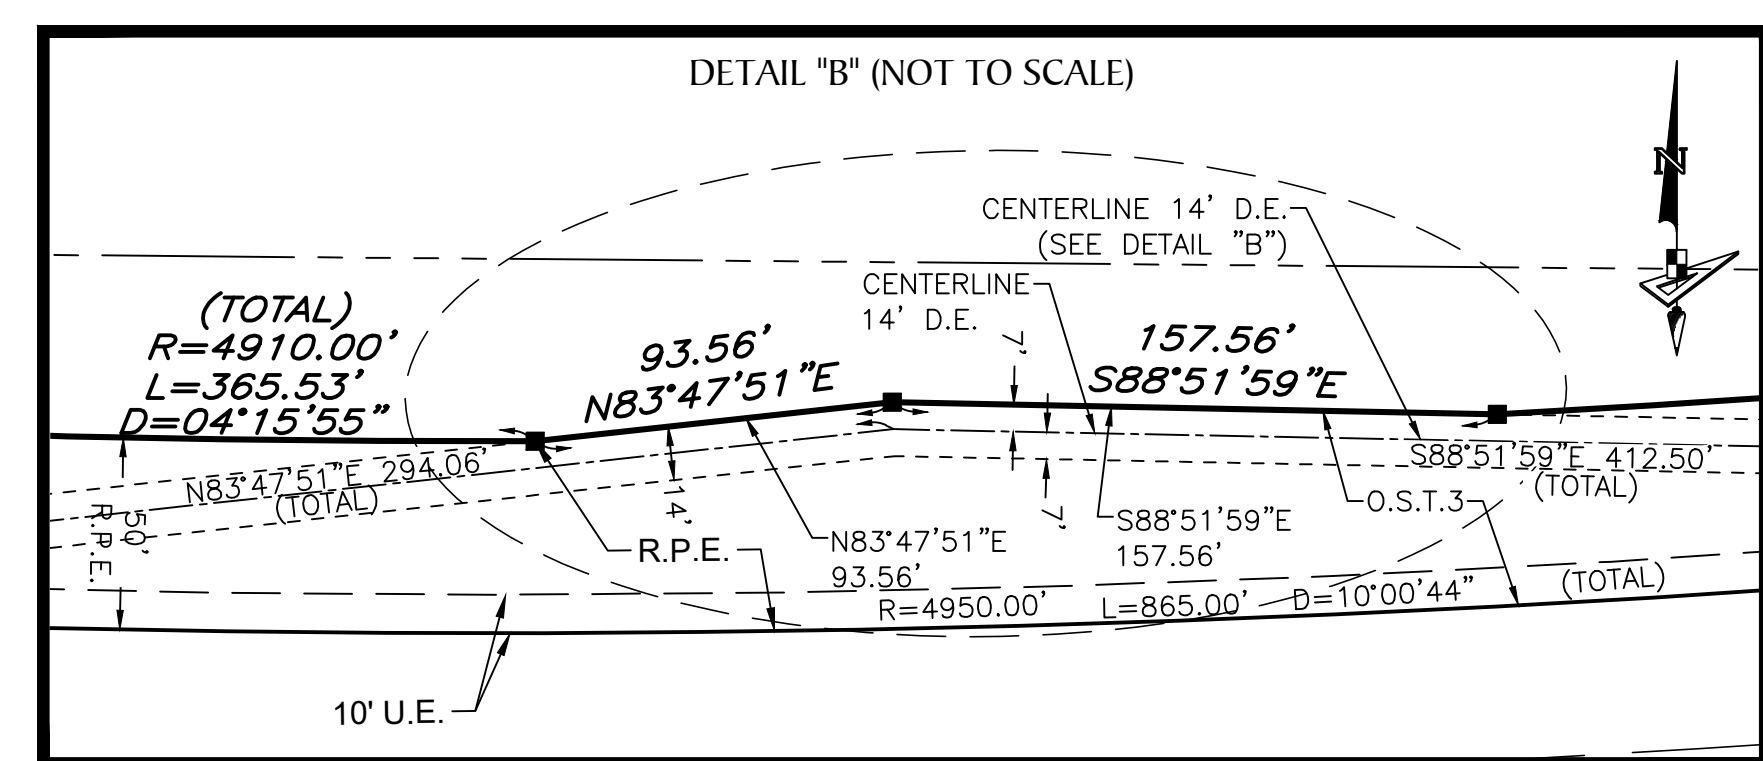 DETAIL "B" (NOT TO SCALE)
N
CENTERLINE 14' D.E.
(SEE DETAIL "B")
CENTERLINE
14' D.E.
(TOTAL)
R=4910.00'
L=365.53'
D=04°15'55"
93.56'
N83°47'51"E
7'
157.56'
S88°51'59"E
N83°47'51"E 294.06'
(TOTAL)
S88°51'59"E 412.50'
(TOTAL)
50'
R.P.E.
14'
7'
O.S.T.3
R.P.E.
N83°47'51"E
93.56'
S88°51'59"E
157.56'
R=4950.00' L=865.00' D=10°00'44" (TOTAL)
10' U.E.